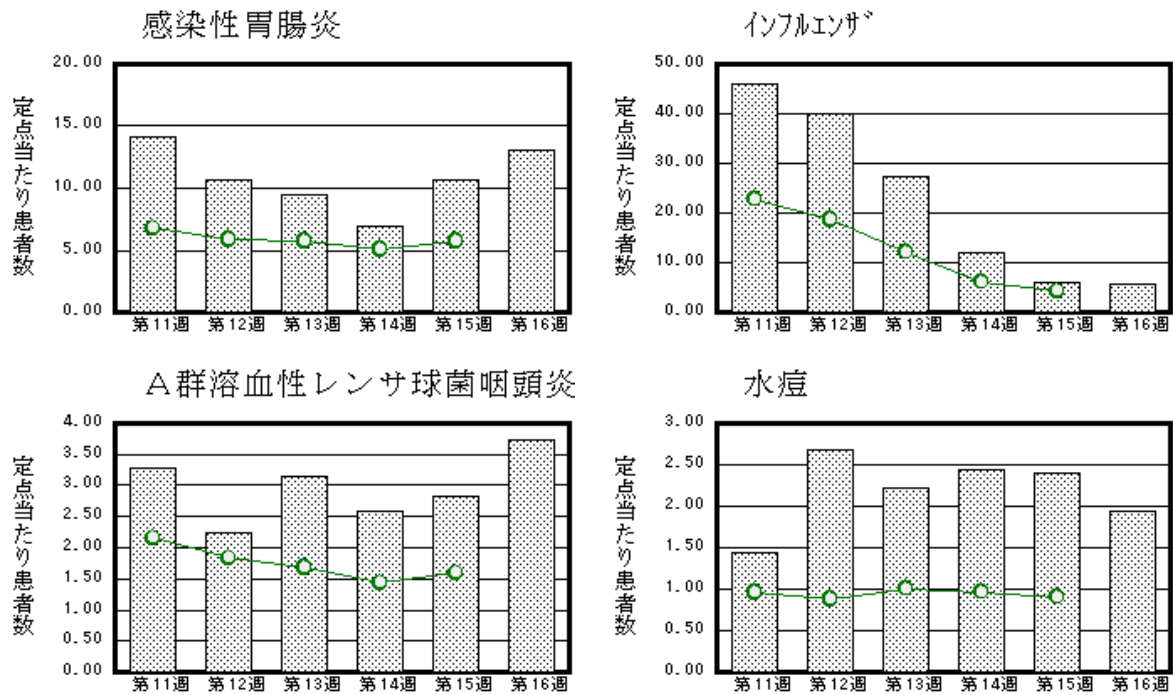 感染性胃腸炎
定点当たり患者数
20.00
15.00
10.00
5.00
0.00
第11週 第12週 第13週 第14週 第15週 第16週
インフルエンザ
定点当たり患者数
50.00
40.00
30.00
20.00
10.00
0.00
第11週 第12週 第13週 第14週 第15週 第16週
A群溶血性レンサ球菌咽頭炎
定点当たり患者数
4.00
3.50
3.00
2.50
2.00
1.50
1.00
0.50
0.00
第11週 第12週 第13週 第14週 第15週 第16週
水痘
定点当たり患者数
3.00
2.50
2.00
1.50
1.00
0.50
0.00
第11週 第12週 第13週 第14週 第15週 第16週